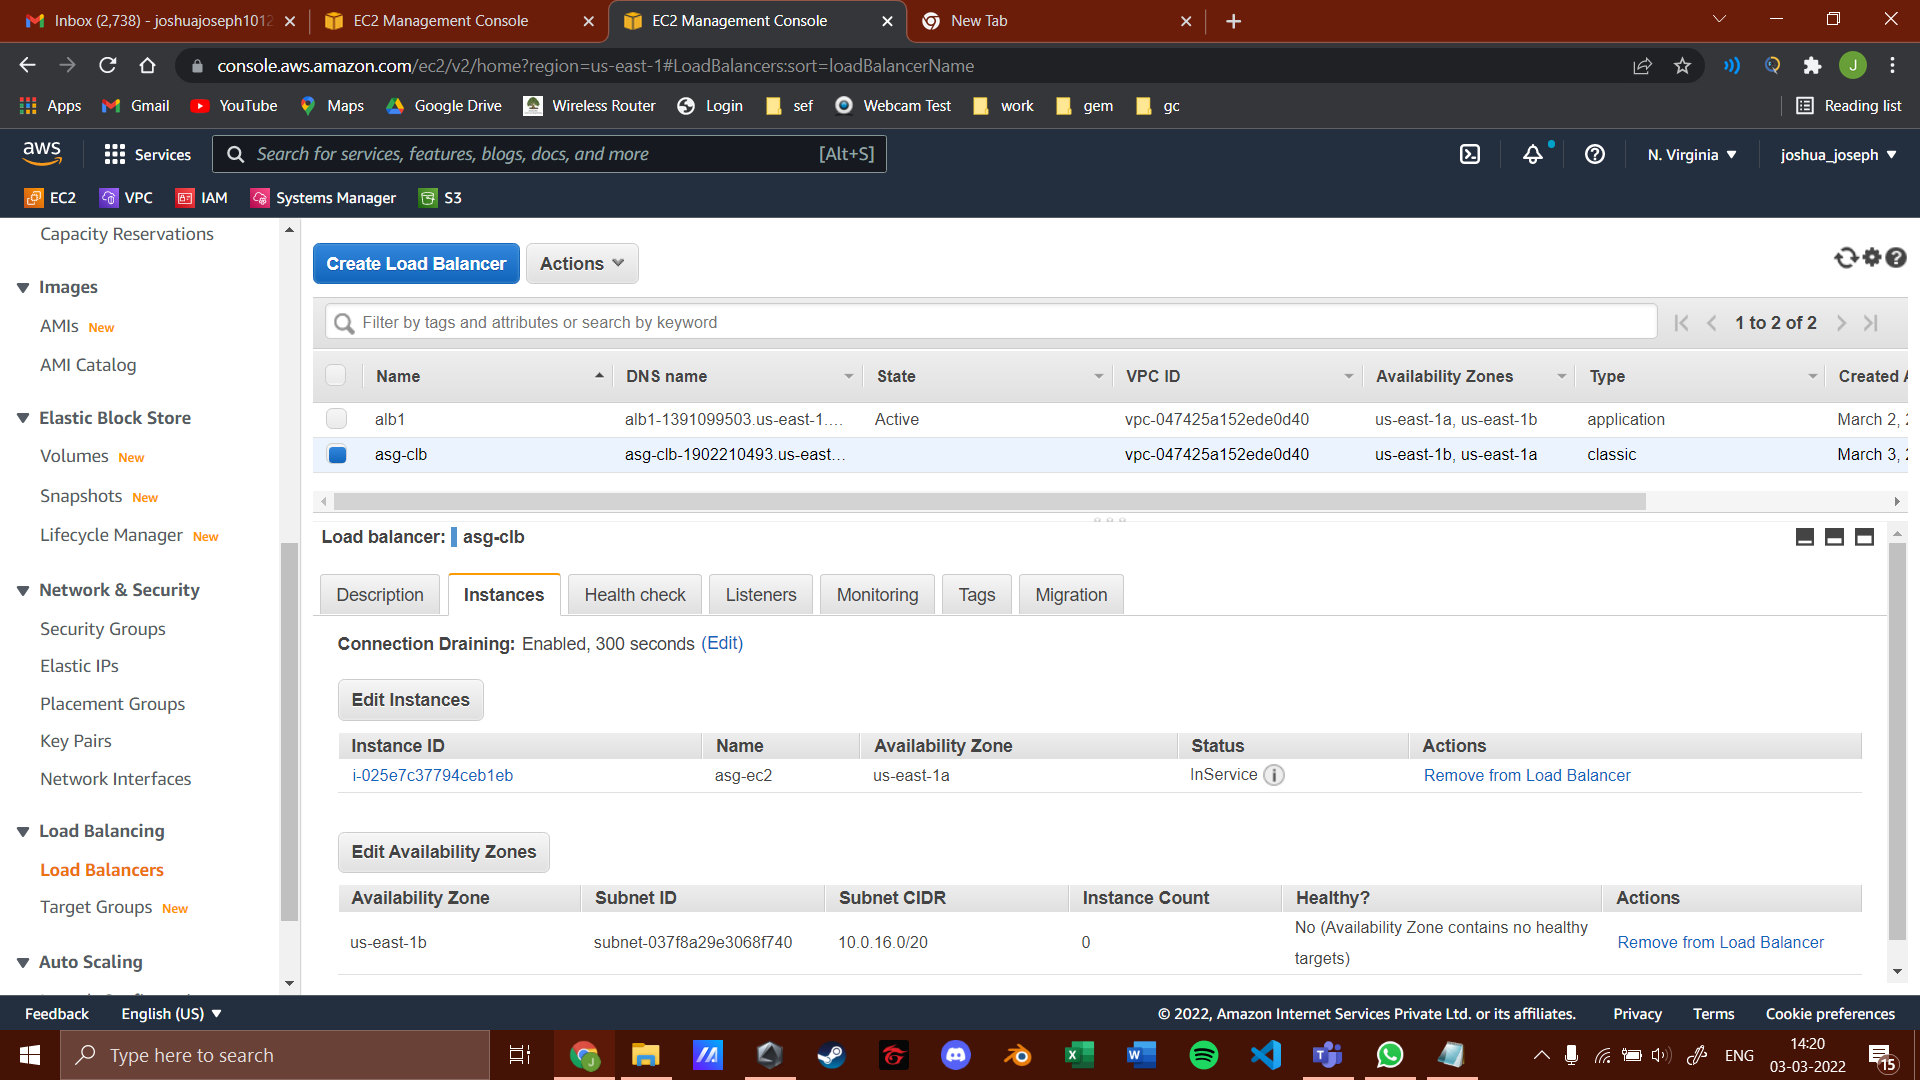 Inbox (2,738) - joshuajoseph1012
EC2 Management Console
EC2 Management Console
New Tab
console.aws.amazon.com/ec2/v2/home?region=us-east-1#LoadBalancers:sort=loadBalancerName
J
Apps
Gmail
YouTube
Maps
Google Drive
Wireless Router
Login
sef
Webcam Test
work
gem
gc
Reading list
aws
Services
Search for services, features, blogs, docs, and more
[Alt+S]
N. Virginia
joshua_joseph
EC2
VPC
IAM
Systems Manager
S3
Capacity Reservations
Images
AMIs New
AMI Catalog
Elastic Block Store
Volumes New
Snapshots New
Lifecycle Manager New
Network & Security
Security Groups
Elastic IPs
Placement Groups
Key Pairs
Network Interfaces
Load Balancing
Load Balancers
Target Groups New
Auto Scaling
Create Load Balancer
Actions
Filter by tags and attributes or search by keyword
1 to 2 of 2
Name DNS name State VPC ID Availability Zones Type Created A
alb1 alb1-1391099503.us-east-1.... Active vpc-047425a152ede0d40 us-east-1a, us-east-1b application March 2, 2
asg-clb asg-clb-1902210493.us-east... vpc-047425a152ede0d40 us-east-1b, us-east-1a classic March 3, 2
Load balancer: asg-clb
Description
Instances
Health check
Listeners
Monitoring
Tags
Migration
Connection Draining: Enabled, 300 seconds (Edit)
Edit Instances
Instance ID Name Availability Zone Status Actions
i-025e7c37794ceb1eb asg-ec2 us-east-1a InService Remove from Load Balancer
Edit Availability Zones
Availability Zone Subnet ID Subnet CIDR Instance Count Healthy? Actions
us-east-1b subnet-037f8a29e3068f740 10.0.16.0/20 0 No (Availability Zone contains no healthy targets) Remove from Load Balancer
Feedback
English (US)
© 2022, Amazon Internet Services Private Ltd. or its affiliates.
Privacy
Terms
Cookie preferences
Type here to search
ENG
14:20
03-03-2022
15